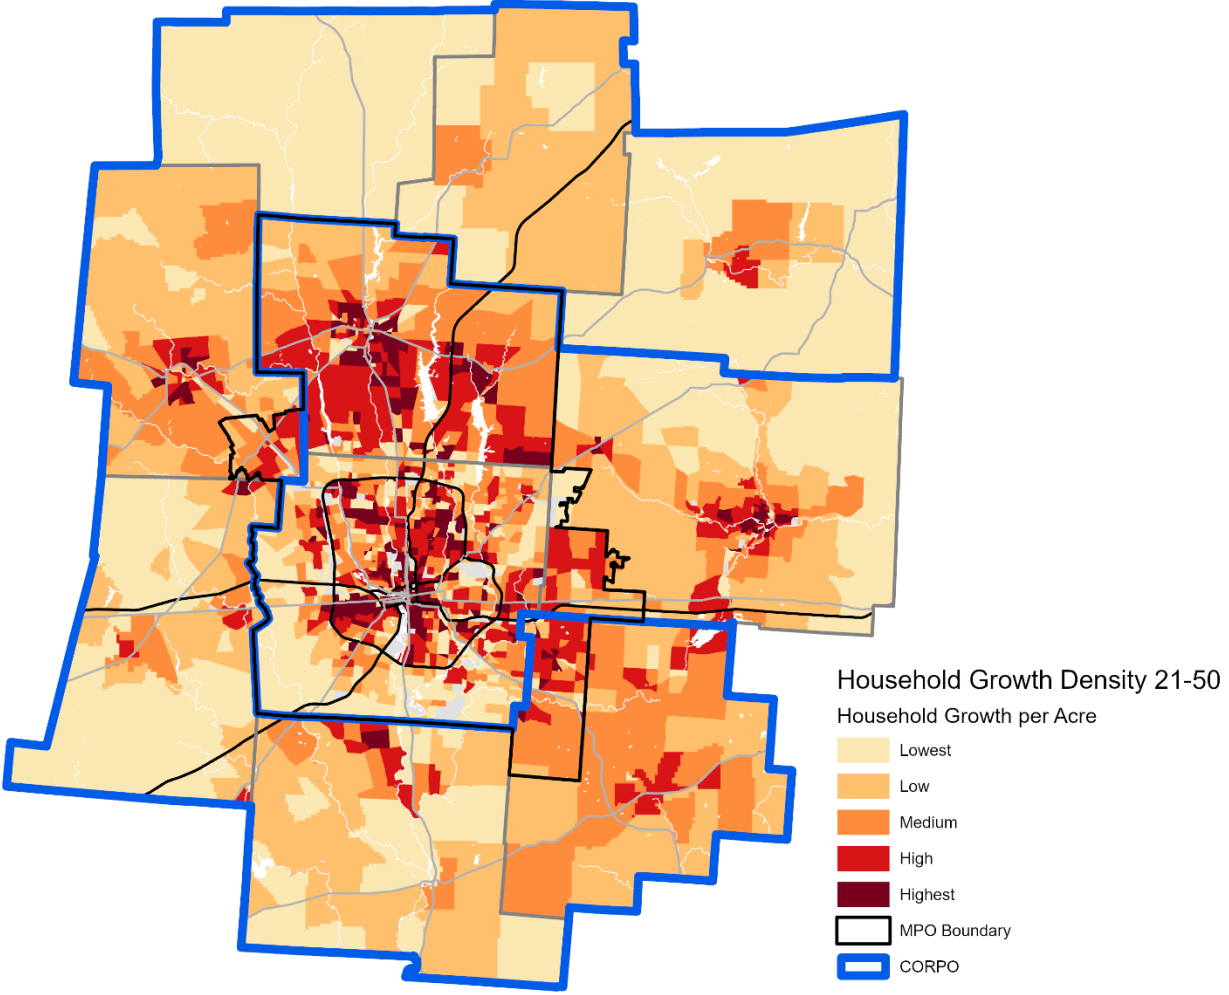 Household Growth Density 21-50
Household Growth per Acre
Lowest
Low
Medium
High
Highest
MPO Boundary
CORPO